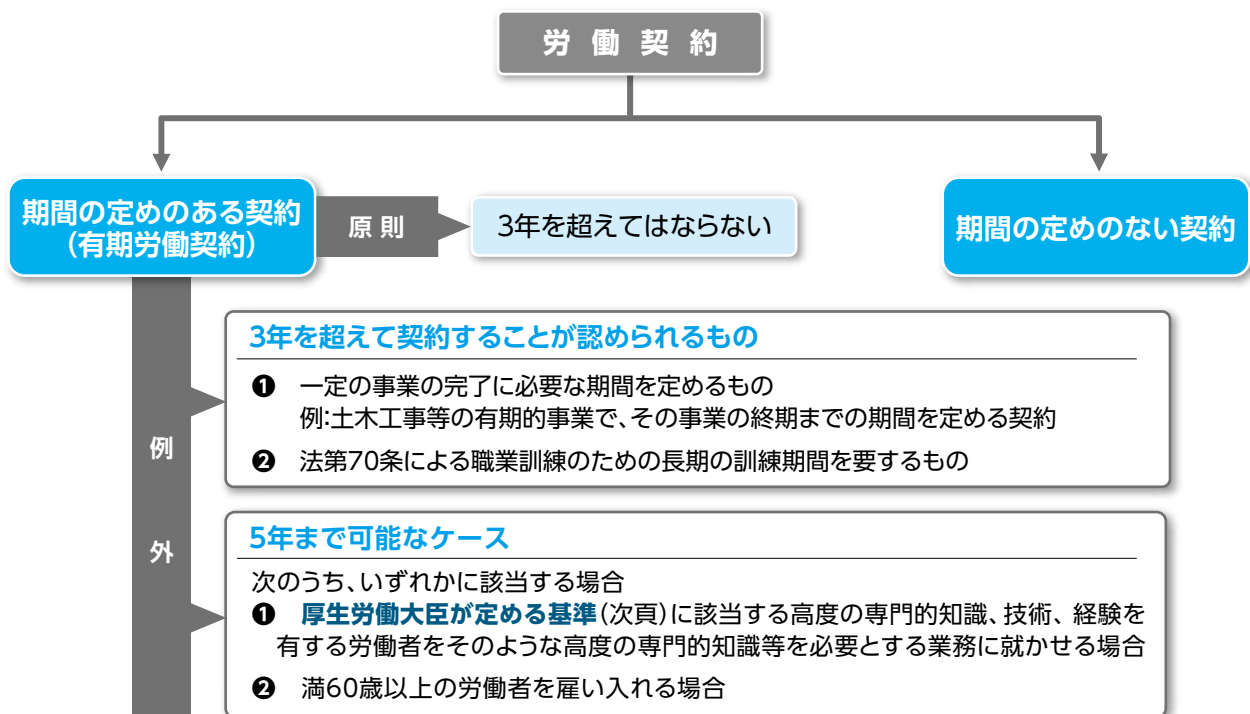 労働契約
期間の定めのある契約
(有期労働契約)
原則
3年を超えてはならない
期間の定めのない契約
例外
3年を超えて契約することが認められるもの
❶ 一定の事業の完了に必要な期間を定めるもの
例:土木工事等の有期的事業で、その事業の終期までの期間を定める契約
❷ 法第70条による職業訓練のための長期の訓練期間を要するもの
5年まで可能なケース
次のうち、いずれかに該当する場合
❶ 厚生労働大臣が定める基準(次頁)に該当する高度の専門的知識、技術、経験を
有する労働者をそのような高度の専門的知識等を必要とする業務に就かせる場合
❷ 満60歳以上の労働者を雇い入れる場合